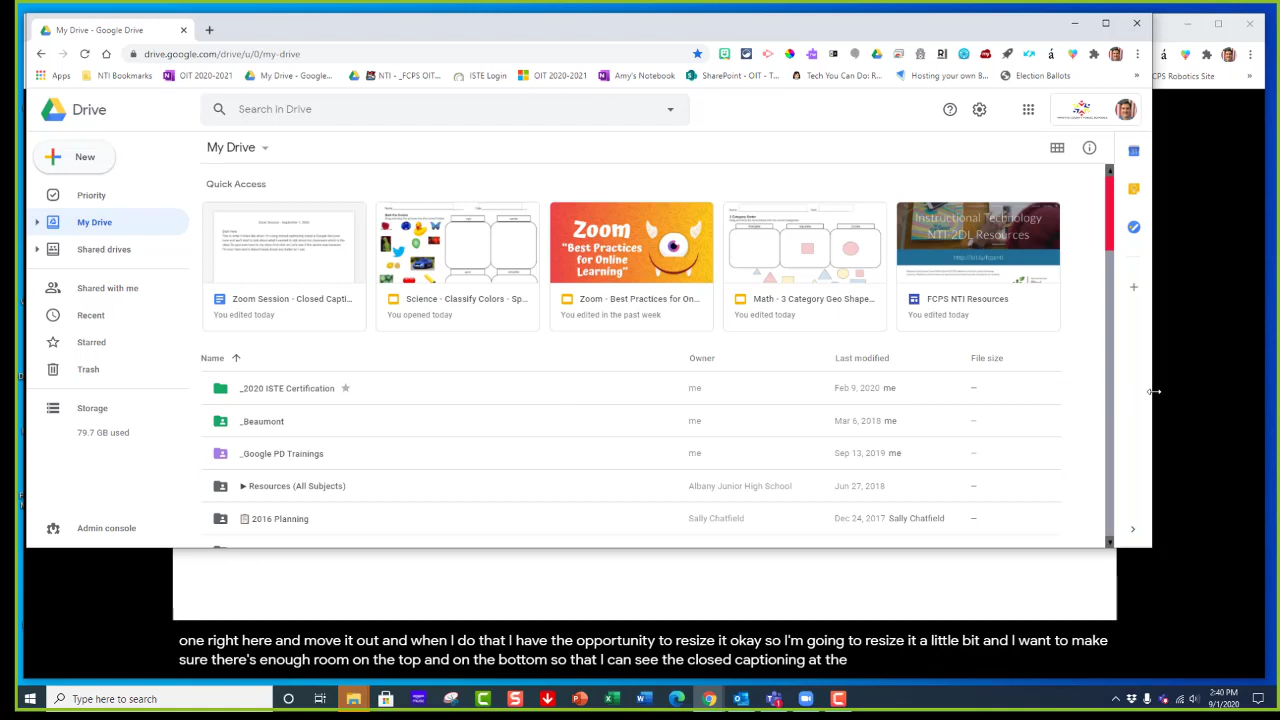 My Drive - Google Drive
drive.google.com/drive/u/0/my-drive
Apps
NTI Bookmarks
OIT 2020-2021
My Drive - Google...
NTI - _FCPS OIT...
ISTE Login
OIT 2020-2021
Amy's Notebook
SharePoint - OIT - T...
Tech You Can Do: R...
Hosting your own B...
Election Ballots
»
CPS Robotics Site
»
Drive
Search in Drive
New
My Drive
Quick Access
Priority
My Drive
Shared drives
Shared with me
Recent
Starred
Trash
Storage
79.7 GB used
Admin console
Zoom
"Best Practices
for Online
Learning"
Instructional Technology
NTI-2DL Resources
Zoom Session - Closed Capti...
You edited today
Science - Classify Colors - Sp...
You opened today
Zoom - Best Practices for On...
You edited in the past week
Math - 3 Category Geo Shape...
You edited today
FCPS NTI Resources
You edited today
Name
Owner
Last modified
File size
_2020 ISTE Certification
me
Feb 9, 2020 me
–
_Beaumont
me
Mar 6, 2018 me
–
_Google PD Trainings
me
Sep 13, 2019 me
–
► Resources (All Subjects)
Albany Junior High School
Jun 27, 2018
–
2016 Planning
Sally Chatfield
Dec 24, 2017 Sally Chatfield
–
one right here and move it out and when I do that I have the opportunity to resize it okay so I'm going to resize it a little bit and I want to make
sure there's enough room on the top and on the bottom so that I can see the closed captioning at the
Type here to search
2:40 PM
9/1/2020